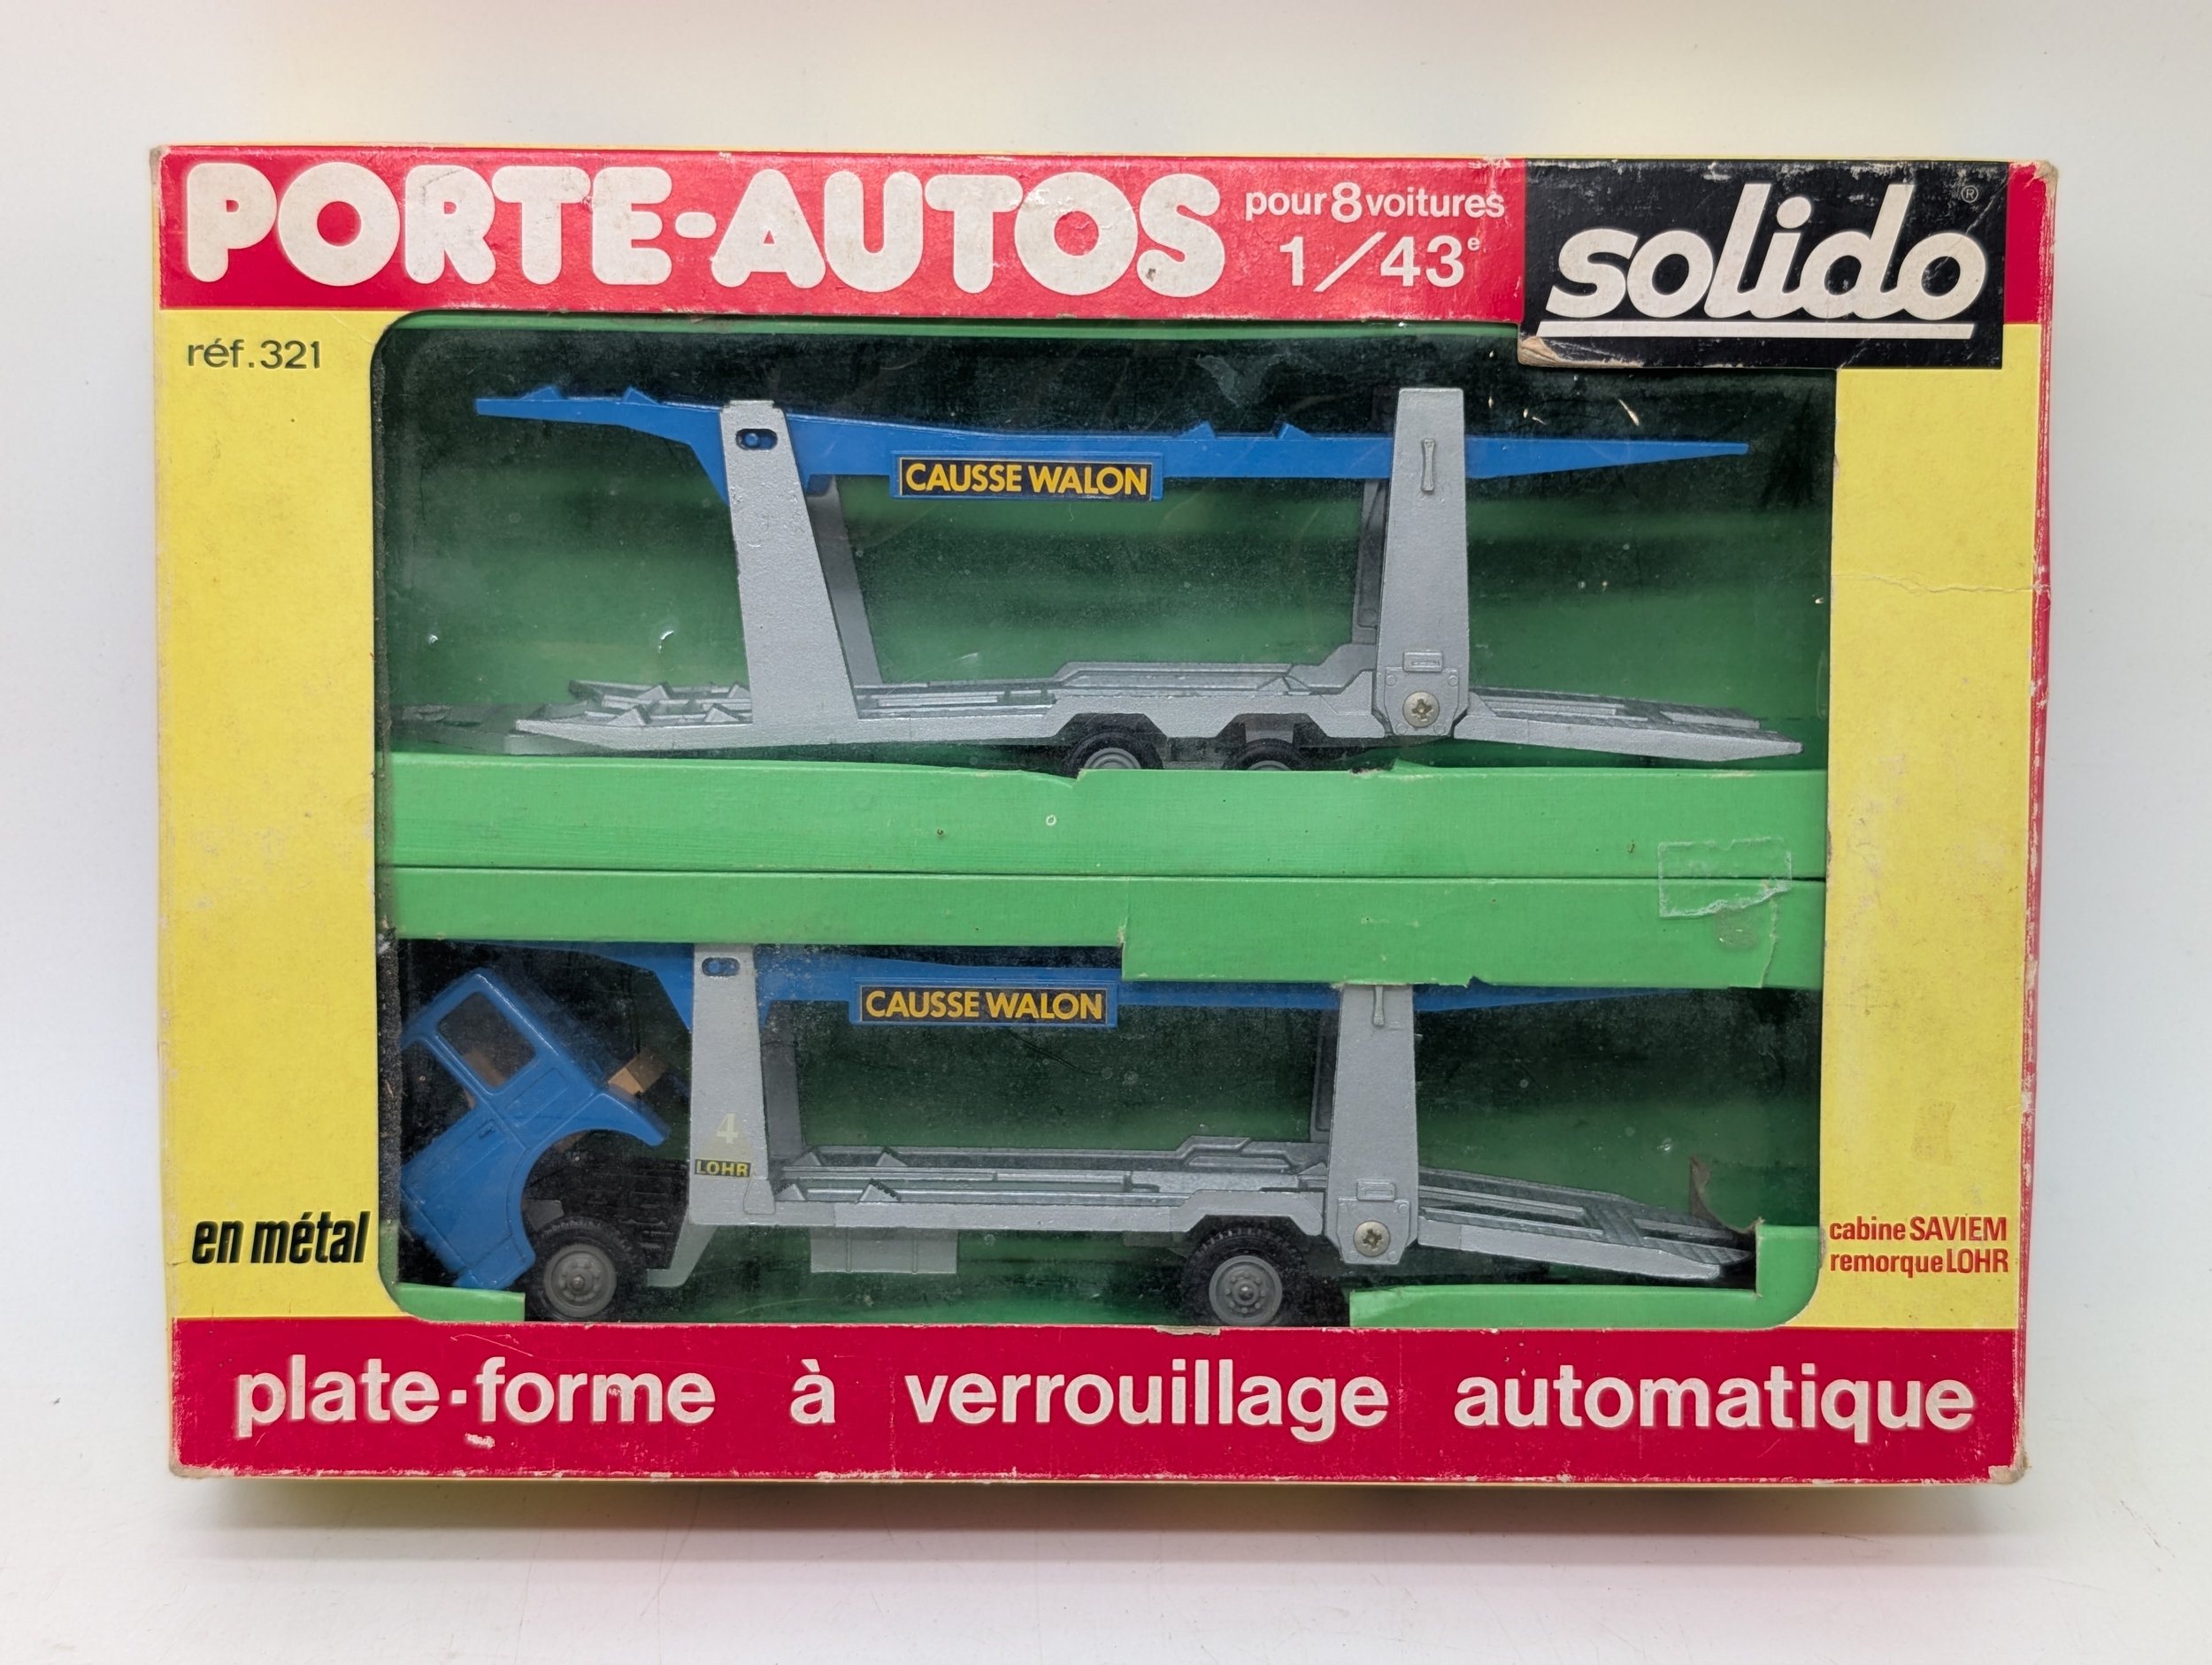 PORTE-AUTOS
pour 8 voitures
1/43e
solido®
réf.321
CAUSSE WALON
CAUSSE WALON
4
LOHR
en métal
cabine SAVIEM
remorque LOHR
plate-forme à verrouillage automatique